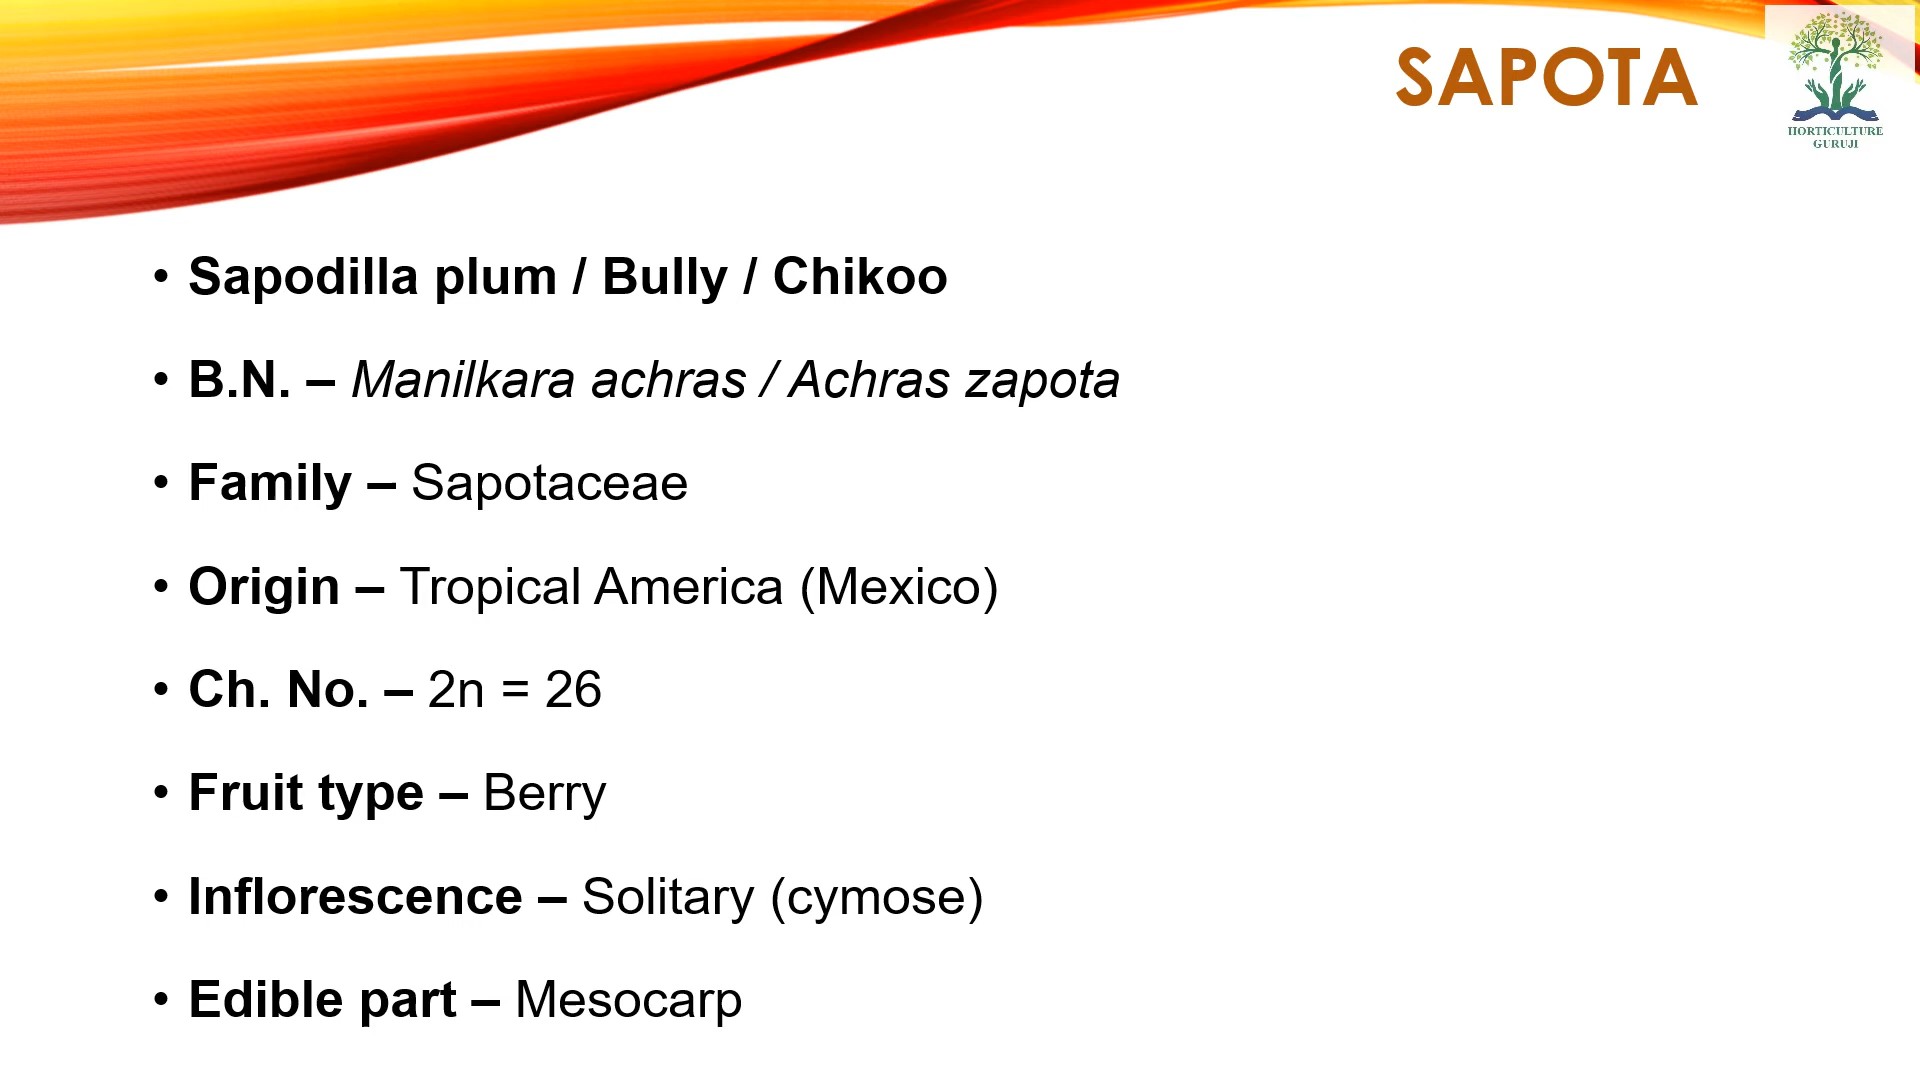 SAPOTA
HORTICULTURE
GURUJI
• Sapodilla plum / Bully / Chikoo
• B.N. – Manilkara achras / Achras zapota
• Family – Sapotaceae
• Origin – Tropical America (Mexico)
• Ch. No. – 2n = 26
• Fruit type – Berry
• Inflorescence – Solitary (cymose)
• Edible part – Mesocarp